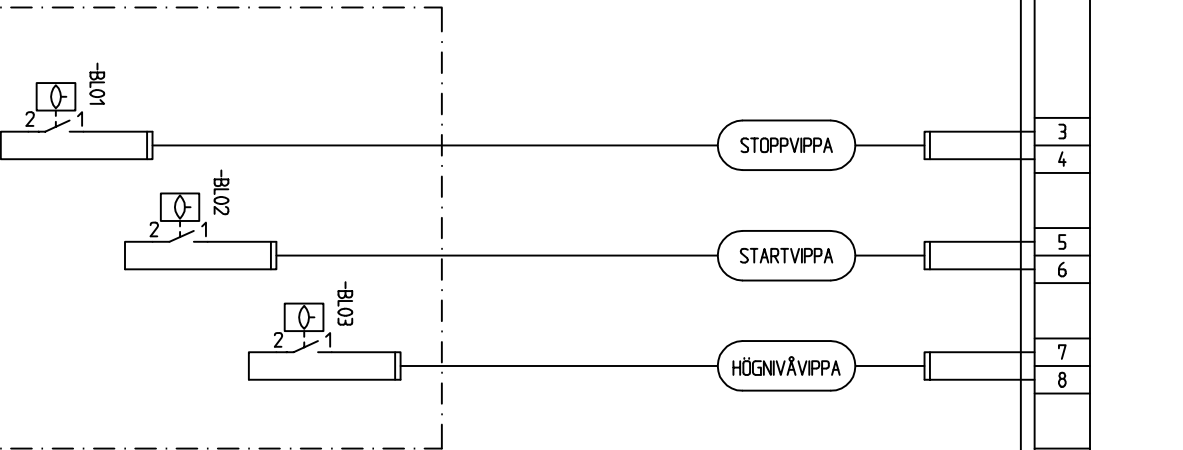 -BL01
2 1
STOPPVIPPA
3
4
-BL02
2 1
STARTVIPPA
5
6
-BL03
2 1
HÖGNIVÅVIPPA
7
8